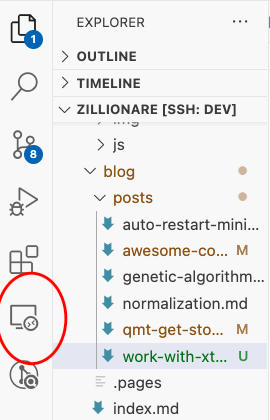 EXPLORER
1
OUTLINE
TIMELINE
ZILLIONARE [SSH: DEV]
img
js
8
blog
posts
auto-restart-mini...
awesome-co... M
genetic-algorithm...
normalization.md
qmt-get-sto... M
work-with-xt... U
.pages
index.md